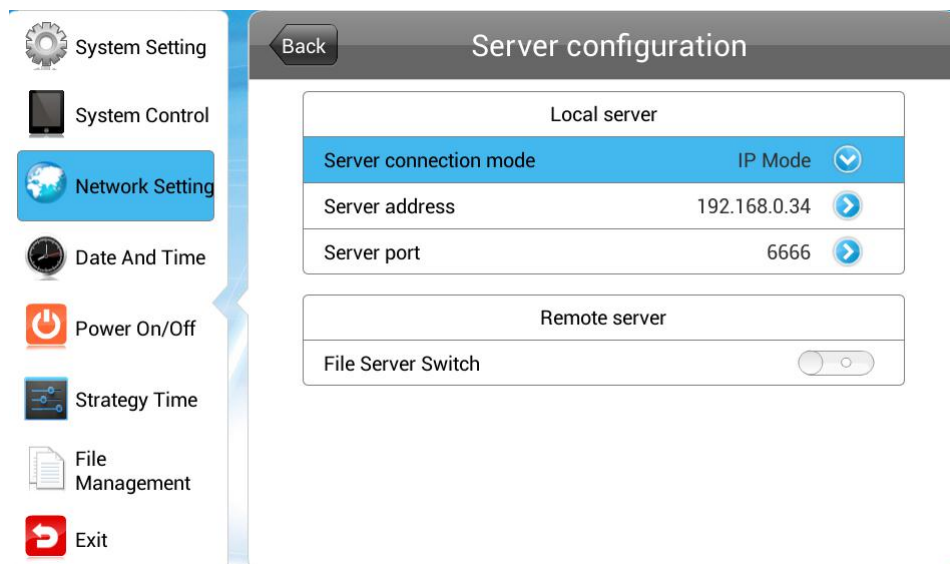 System Setting
System Control
Network Setting
Date And Time
Power On/Off
Strategy Time
File
Management
Exit
Back
Server configuration
Local server
Server connection mode IP Mode
Server address 192.168.0.34
Server port 6666
Remote server
File Server Switch